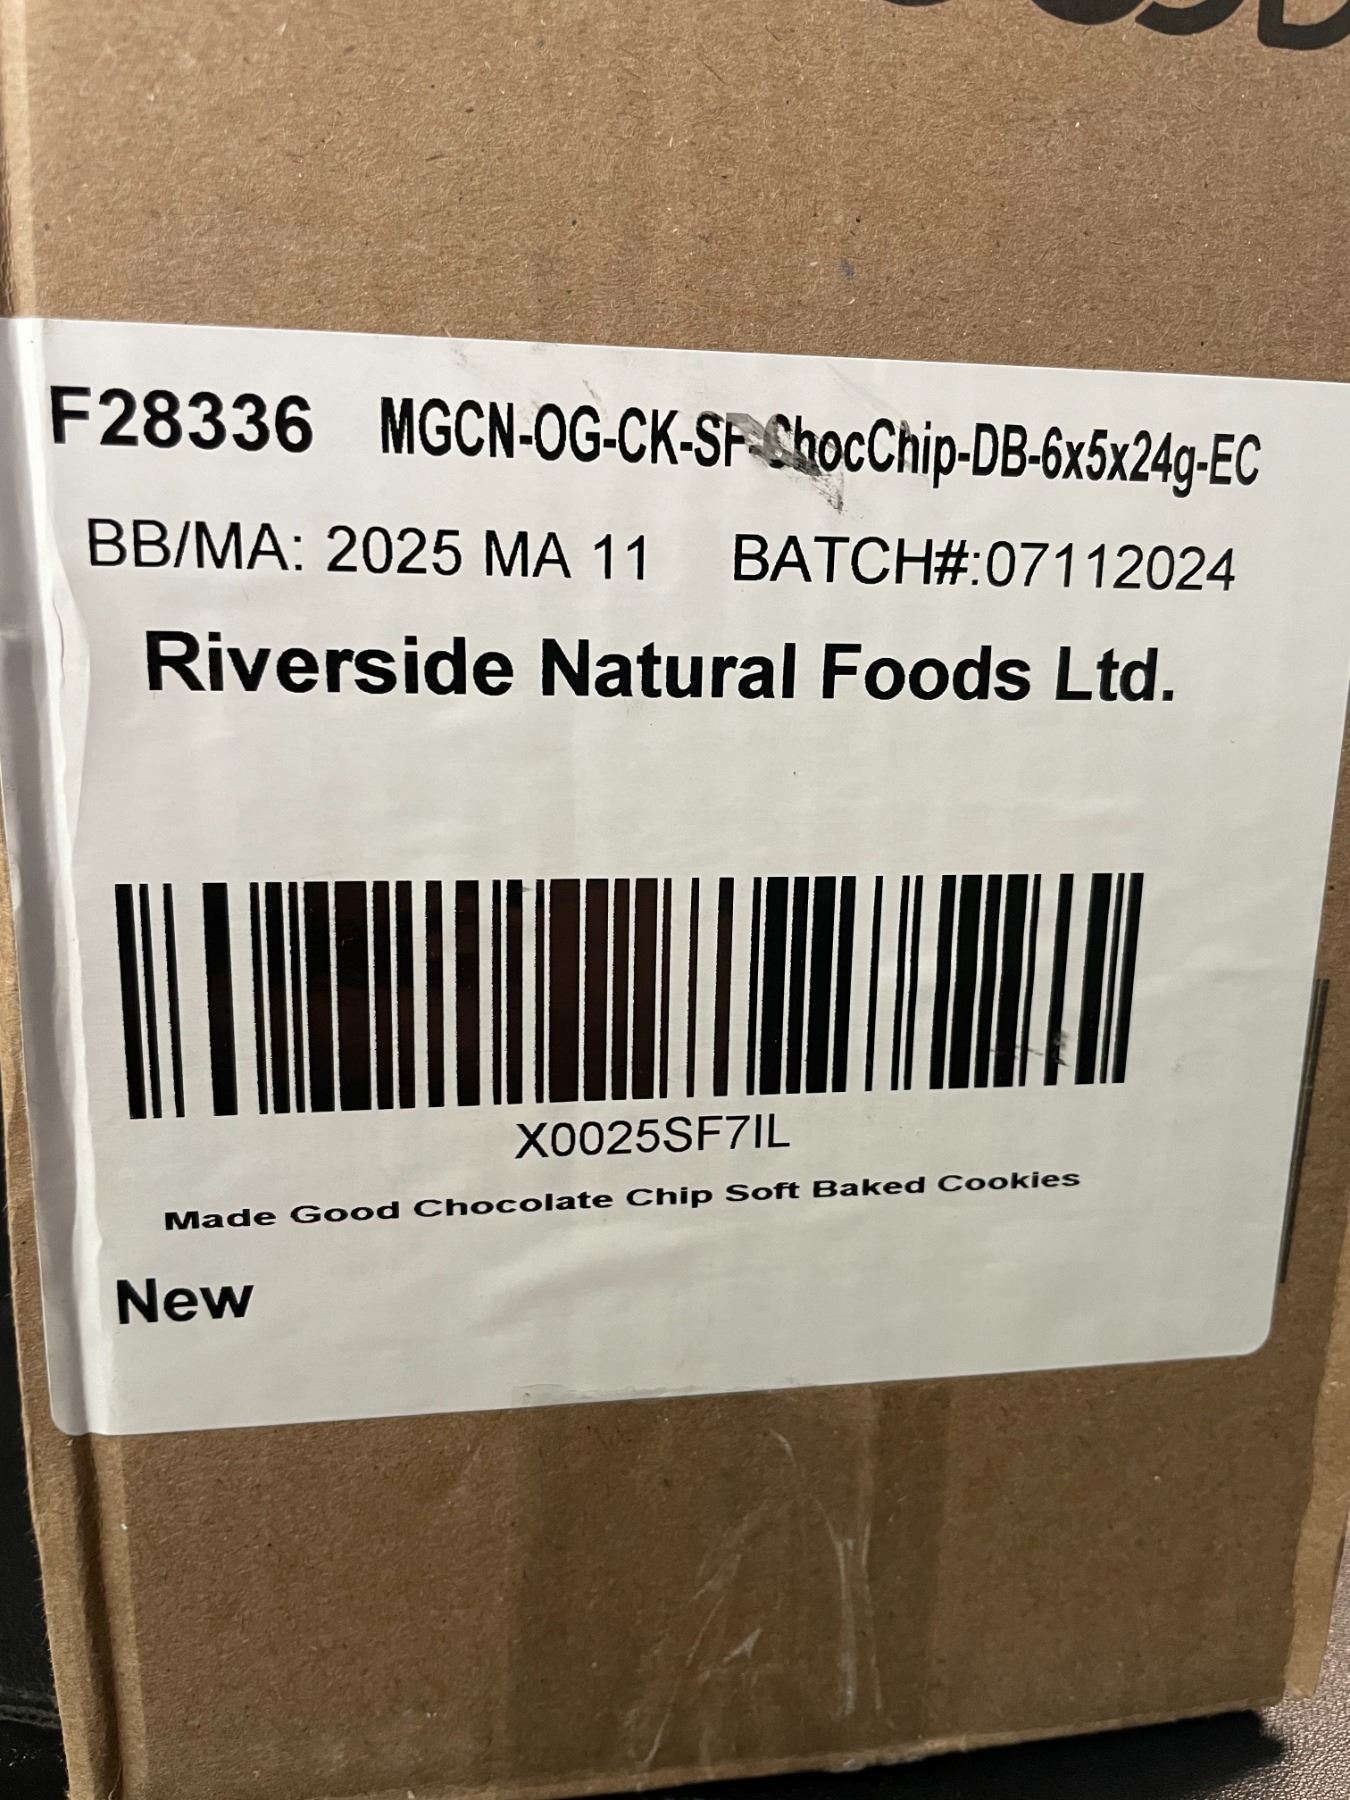 F28336 MGCN-OG-CK-SF-ChocChip-DB-6x5x24g-EC
BB/MA: 2025 MA 11 BATCH#:07112024
Riverside Natural Foods Ltd.
X0025SF7IL
Made Good Chocolate Chip Soft Baked Cookies
New